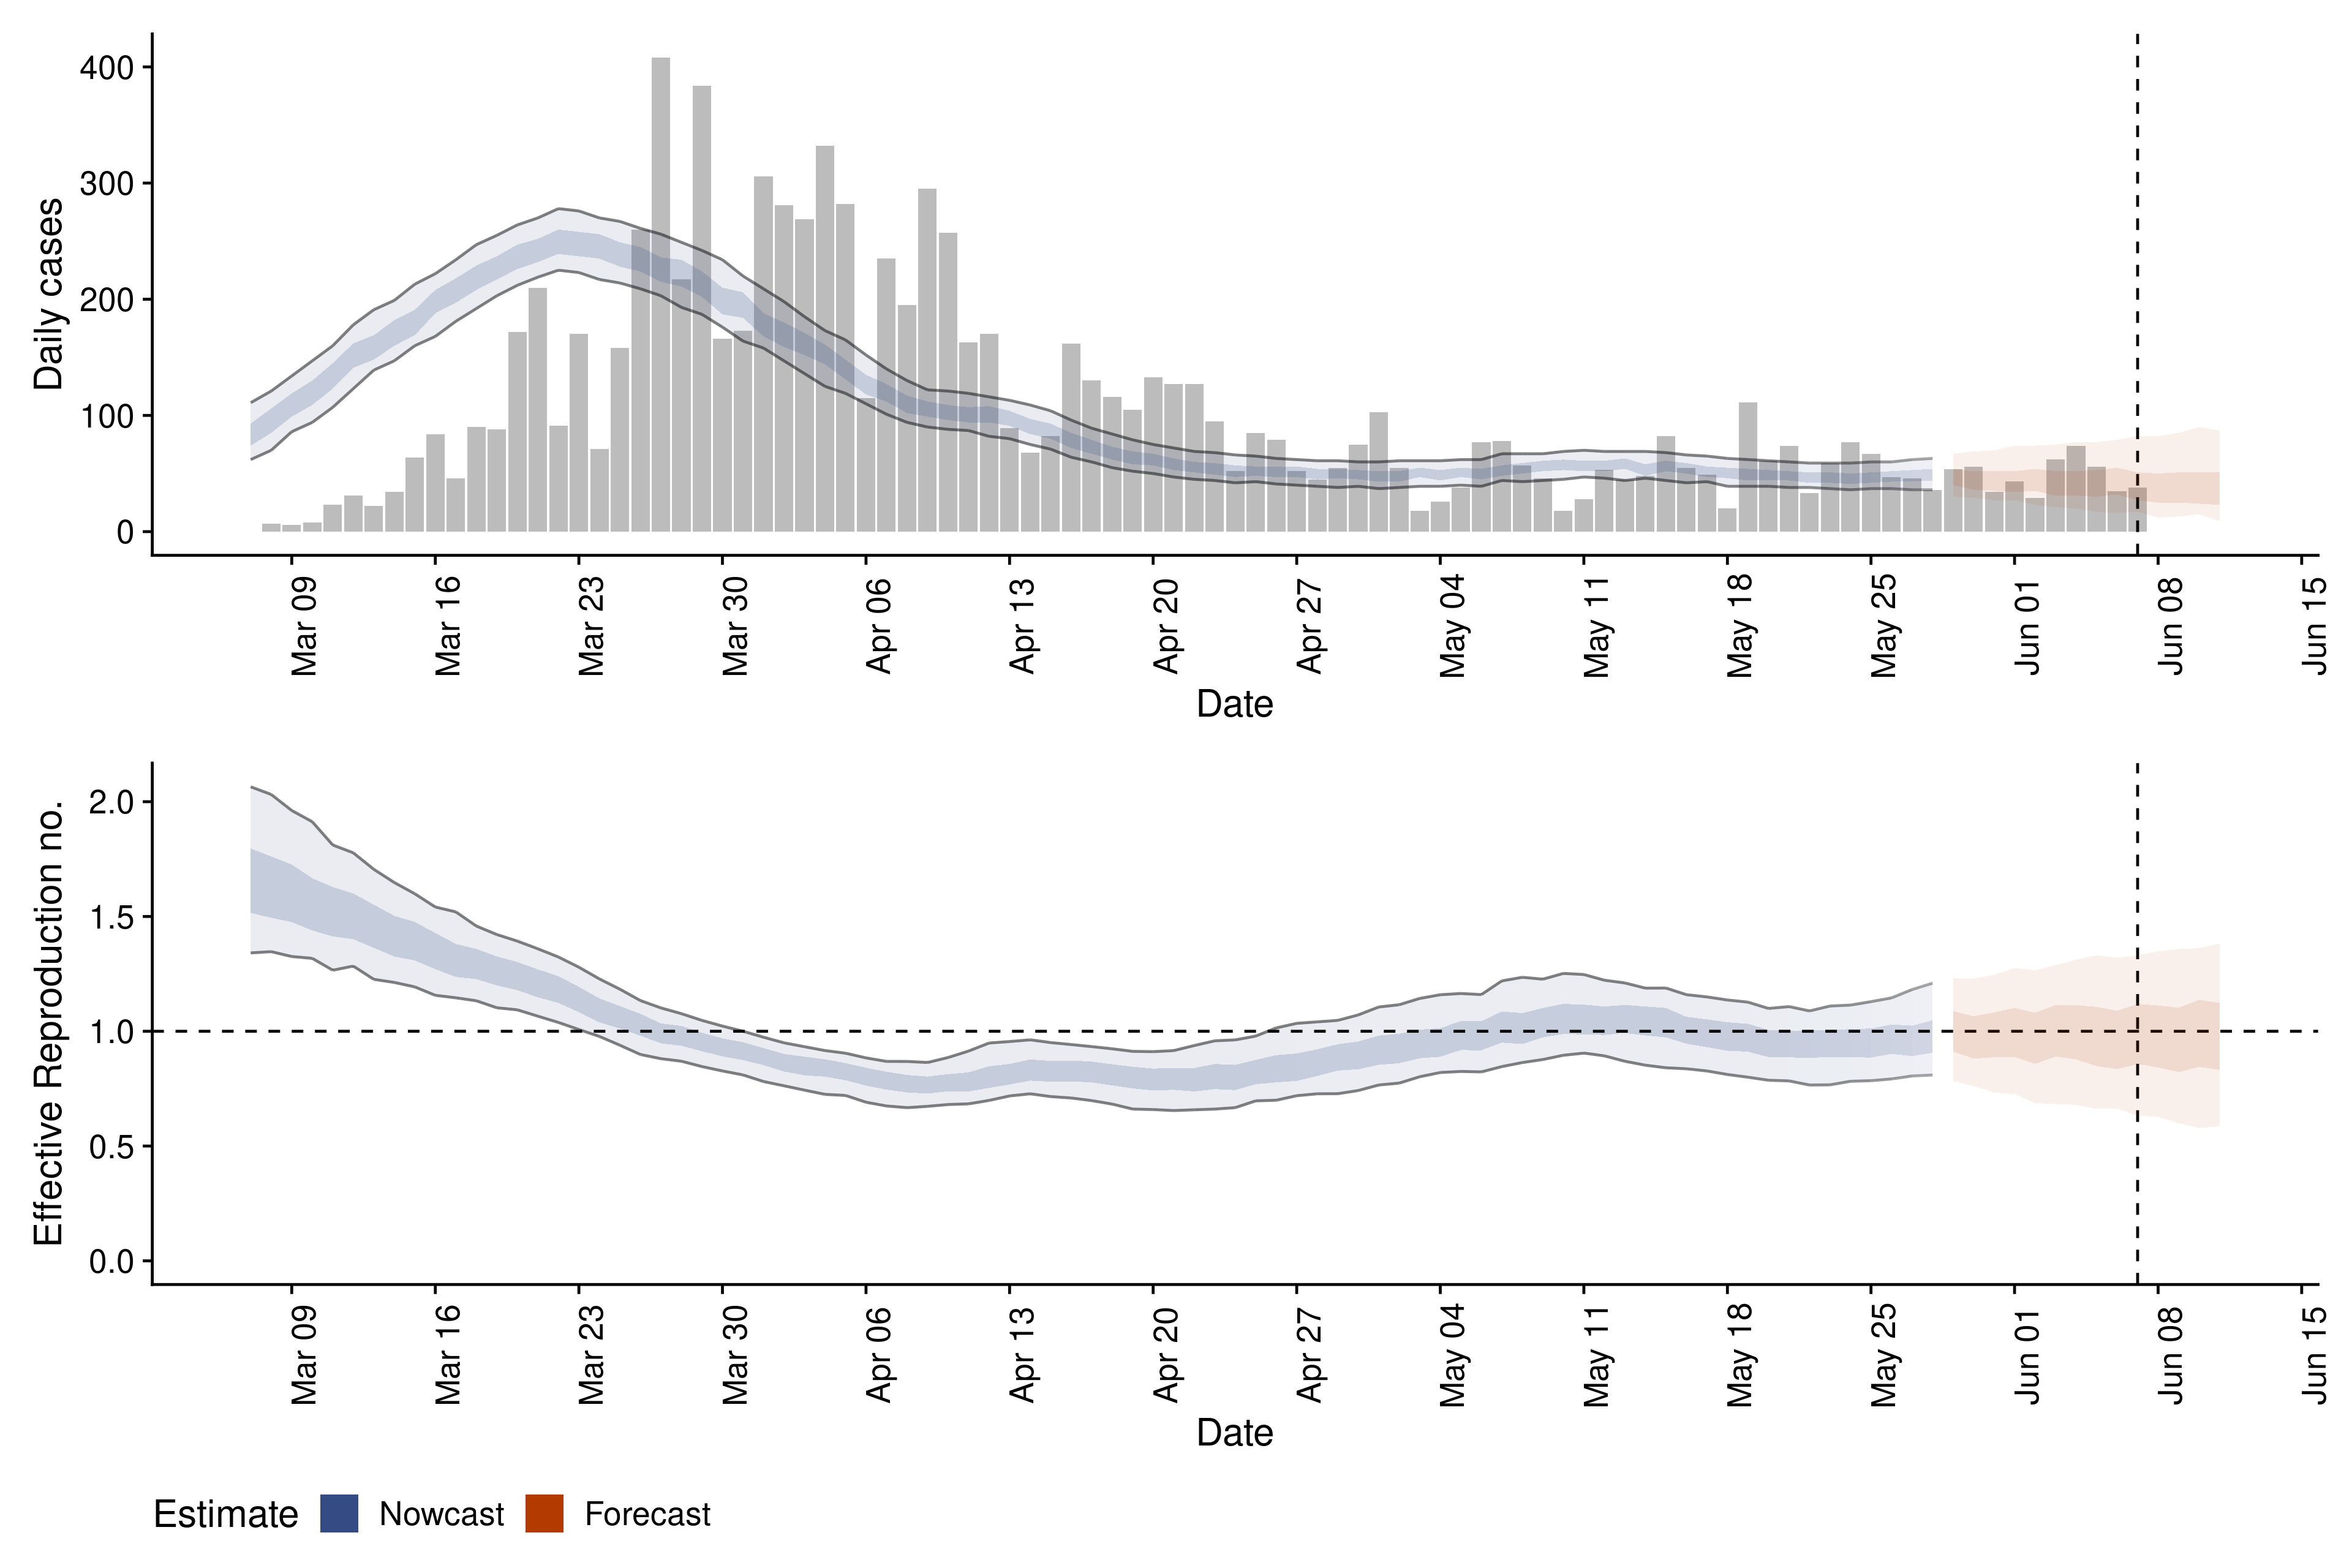 Daily cases
400
300
200
100
0
Mar 09
Mar 16
Mar 23
Mar 30
Apr 06
Apr 13
Apr 20
Apr 27
May 04
May 11
May 18
May 25
Jun 01
Jun 08
Jun 15
Date
Effective Reproduction no.
2.0
1.5
1.0
0.5
0.0
Mar 09
Mar 16
Mar 23
Mar 30
Apr 06
Apr 13
Apr 20
Apr 27
May 04
May 11
May 18
May 25
Jun 01
Jun 08
Jun 15
Date
Estimate Nowcast Forecast